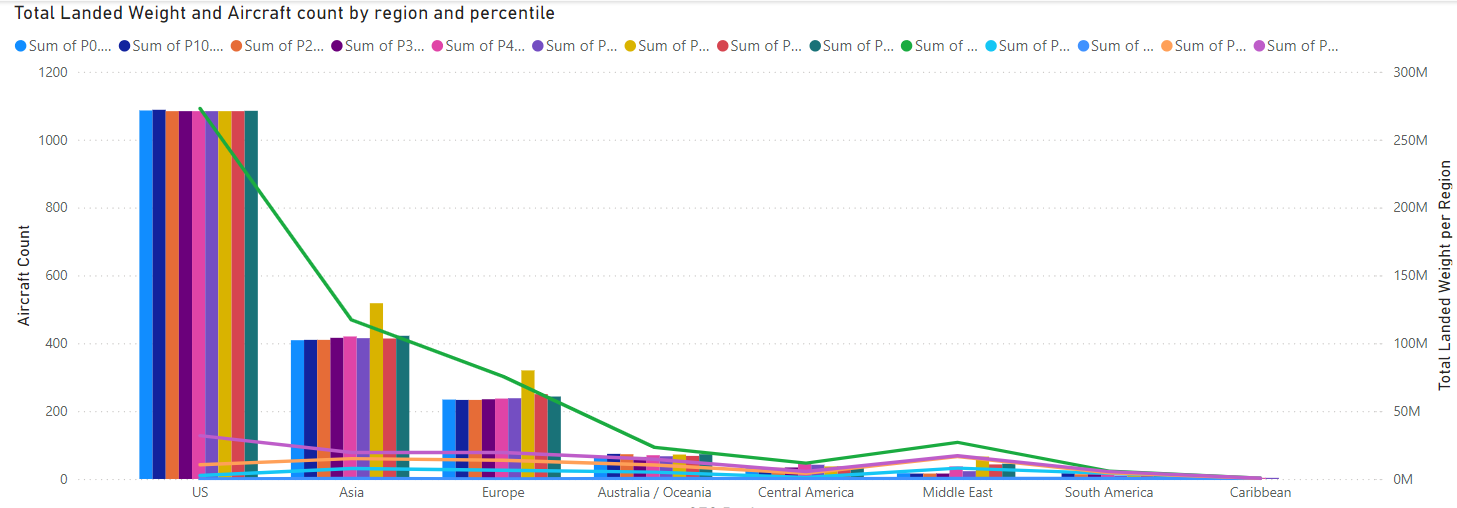 Total Landed Weight and Aircraft count by region and percentile
Sum of P0.... Sum of P10.... Sum of P2... Sum of P3... Sum of P4... Sum of P... Sum of P... Sum of P... Sum of P... Sum of ... Sum of P... Sum of ... Sum of P... Sum of P...
1200 300M
1000 250M
800 200M
600 150M
400 100M
200 50M
0 0M
Aircraft Count
Total Landed Weight per Region
US Asia Europe Australia / Oceania Central America Middle East South America Caribbean